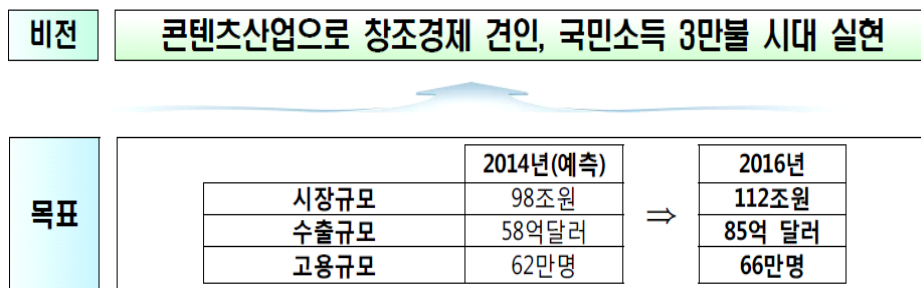 비전 콘텐츠산업으로 창조경제 견인, 국민소득 3만불 시대 실현
목표
2014년(예측) 2016년
시장규모 98조원 ⇒ 112조원
수출규모 58억달러 85억 달러
고용규모 62만명 66만명